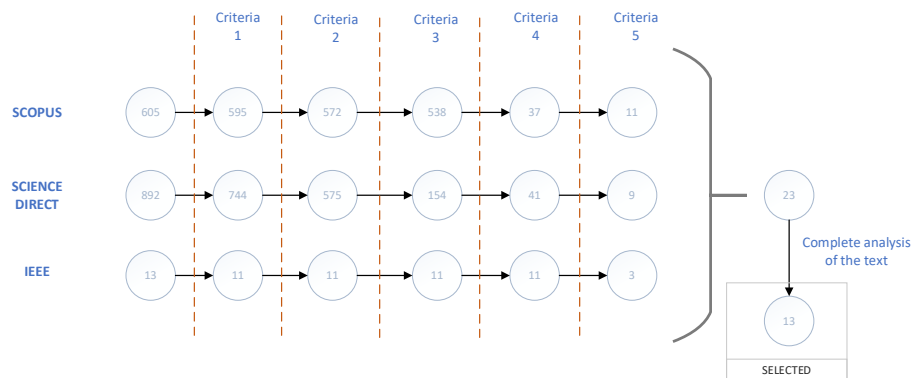 Criteria
1
Criteria
2
Criteria
3
Criteria
4
Criteria
5
SCOPUS
605
595
572
538
37
11
SCIENCE
DIRECT
892
744
575
154
41
9
23
IEEE
13
11
11
11
11
3
Complete analysis
of the text
13
SELECTED